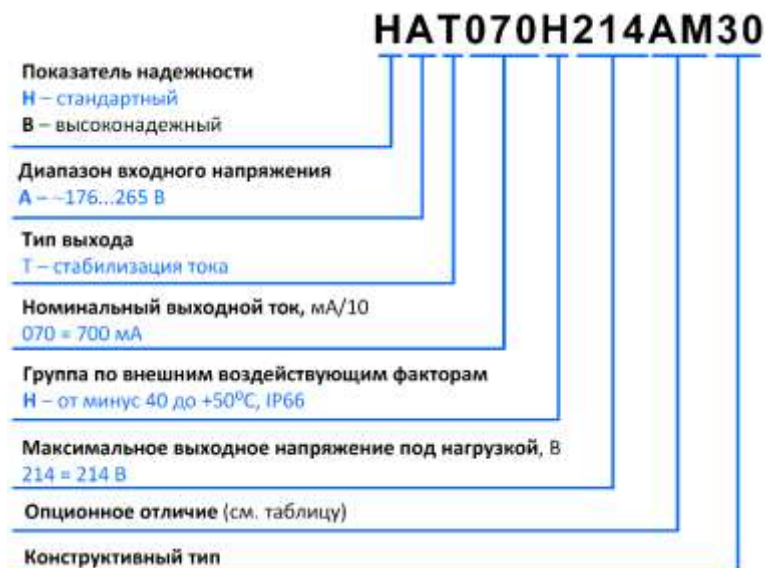 НАТ070Н214АМ30
Показатель надежности
Н – стандартный
В – высоконадежный
Диапазон входного напряжения
А – ~176...265 В
Тип выхода
Т – стабилизация тока
Номинальный выходной ток, мА/10
070 = 700 мА
Группа по внешним воздействующим факторам
Н – от минус 40 до +50⁰С, IP66
Максимальное выходное напряжение под нагрузкой, В
214 = 214 В
Опционное отличие (см. таблицу)
Конструктивный тип